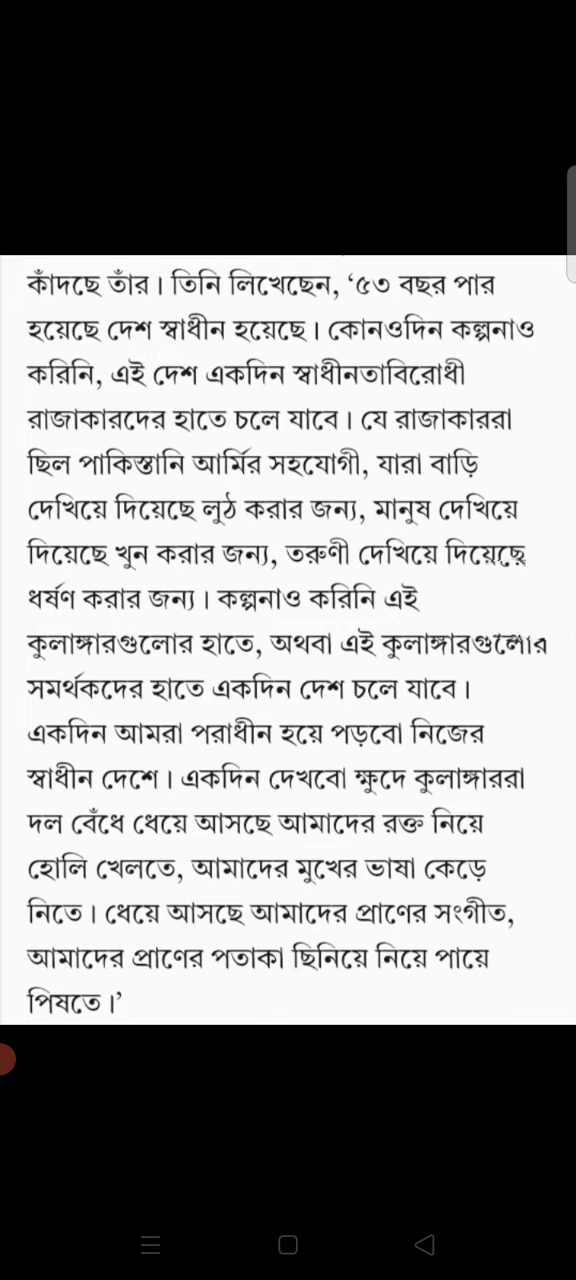 কাঁদছে তাঁর। তিনি লিখেছেন, ‘৫৩ বছর পার
হয়েছে দেশ স্বাধীন হয়েছে। কোনওদিন কল্পনাও
করিনি, এই দেশ একদিন স্বাধীনতাবিরোধী
রাজাকারদের হাতে চলে যাবে। যে রাজাকাররা
ছিল পাকিস্তানি আর্মির সহযোগী, যারা বাড়ি
দেখিয়ে দিয়েছে লুঠ করার জন্য, মানুষ দেখিয়ে
দিয়েছে খুন করার জন্য, তরুণী দেখিয়ে দিয়েছে
ধর্ষণ করার জন্য। কল্পনাও করিনি এই
কুলাঙ্গারগুলোর হাতে, অথবা এই কুলাঙ্গারগুলোর
সমর্থকদের হাতে একদিন দেশ চলে যাবে।
একদিন আমরা পরাধীন হয়ে পড়বো নিজের
স্বাধীন দেশে। একদিন দেখবো ক্ষুদে কুলাঙ্গাররা
দল বেঁধে ধেয়ে আসছে আমাদের রক্ত নিয়ে
হোলি খেলতে, আমাদের মুখের ভাষা কেড়ে
নিতে। ধেয়ে আসছে আমাদের প্রাণের সংগীত,
আমাদের প্রাণের পতাকা ছিনিয়ে নিয়ে পায়ে
পিষতে।’